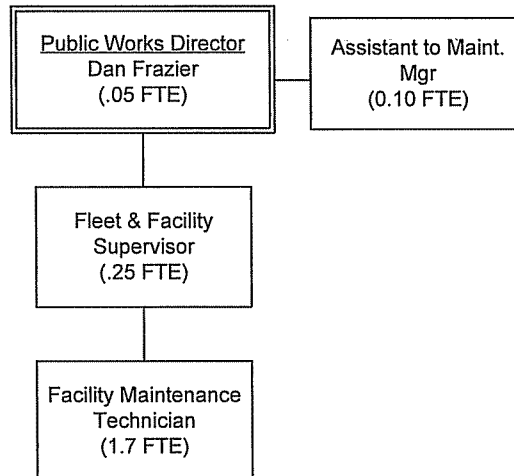 Public Works Director
Dan Frazier
(.05 FTE)
Assistant to Maint.
Mgr
(0.10 FTE)
Fleet & Facility
Supervisor
(.25 FTE)
Facility Maintenance
Technician
(1.7 FTE)